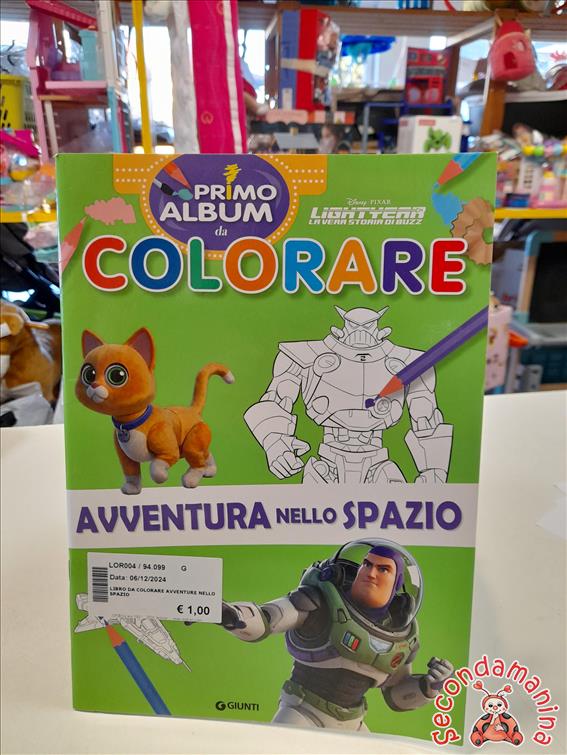 PRIMO
ALBUM
da
COLORARE
Disney · PIXAR
LIGHTYEAR
LA VERA STORIA DI BUZZ
AVVENTURA NELLO SPAZIO
LOR004 / 94.099 G
Data: 06/12/2024
LIBRO DA COLORARE AVVENTURE NELLO
SPAZIO
€ 1,00
GIUNTI
secondamanina